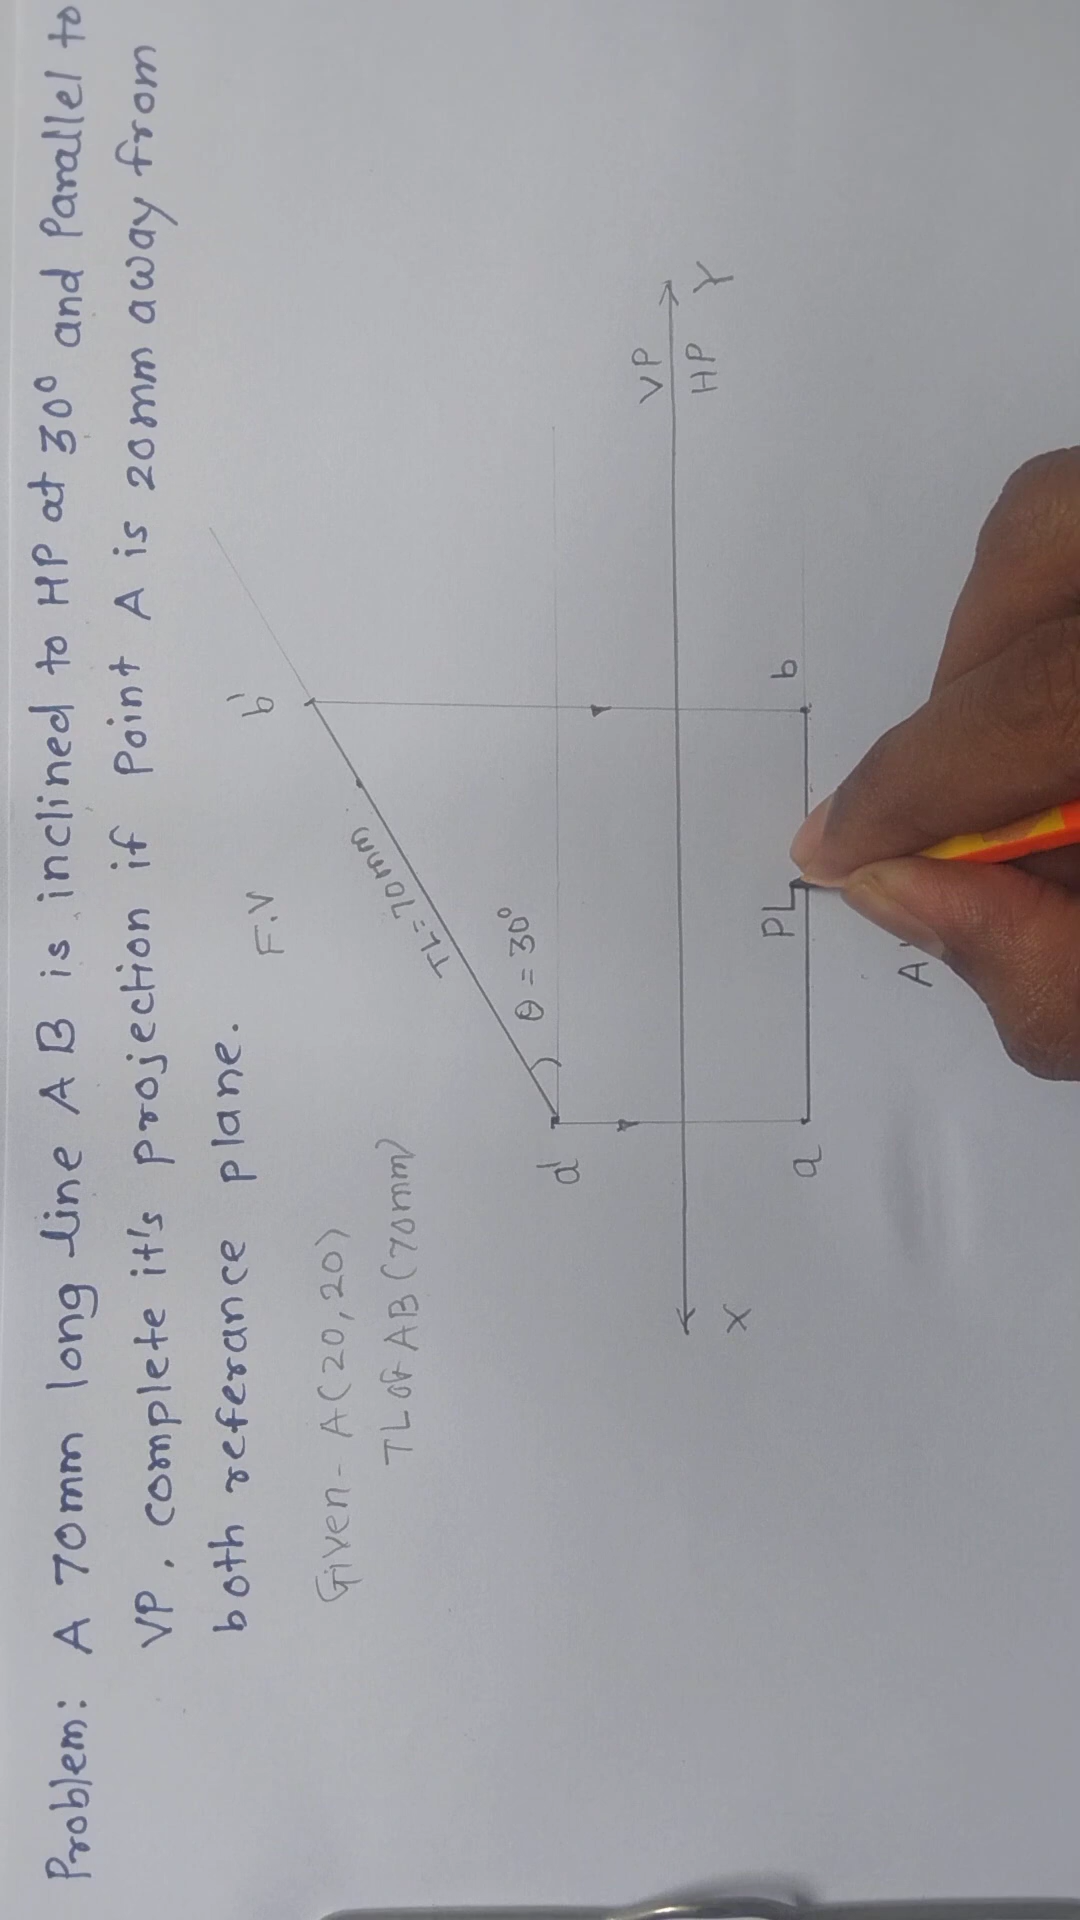 Problem: A 70mm long line AB is inclined to HP at 30° and Parallel to
VP, complete it's projection if Point A is 20mm away from
both referance plane.
Given - A(20,20)
TL of AB (70mm)
F.V
b'
TL=70mm
θ = 30°
a'
VP
X
Y
HP
PL
a
b